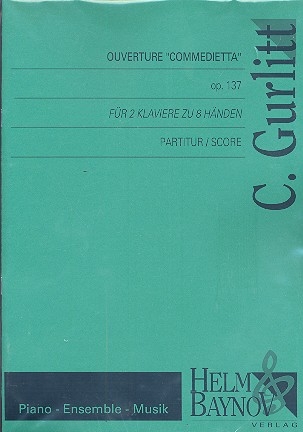 OUVERTURE "COMMEDIETTA"
op. 137
FÜR 2 KLAVIERE ZU 8 HÄNDEN
PARTITUR / SCORE
C. Gurlitt
HELM
BAYNOV
VERLAG
Piano - Ensemble - Musik